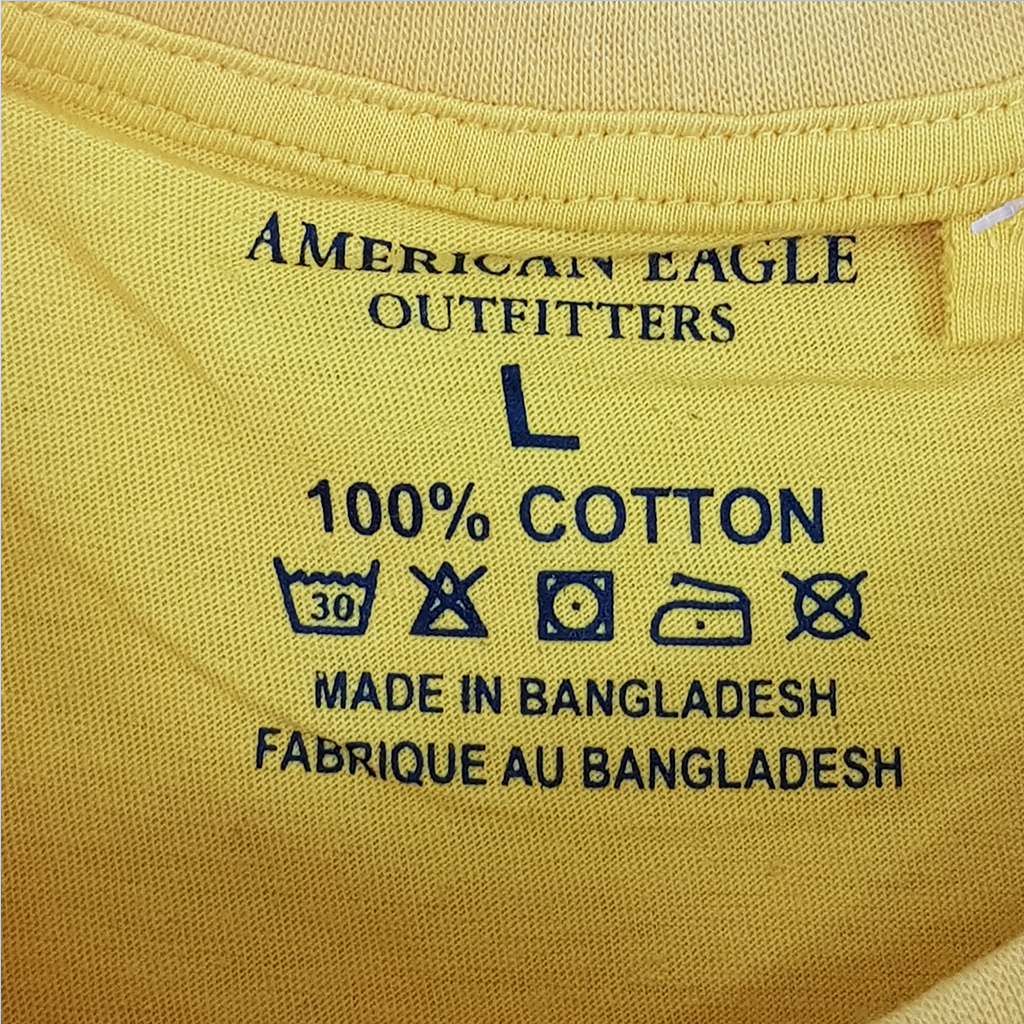 AMERICAN EAGLE
OUTFITTERS
L
100% COTTON
30
MADE IN BANGLADESH
FABRIQUE AU BANGLADESH